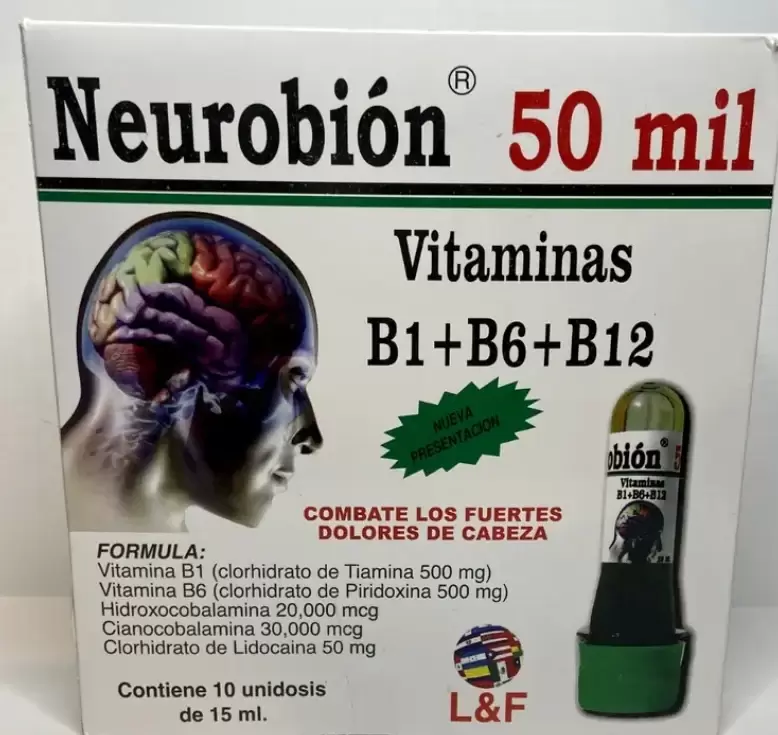 Neurobión® 50 mil
Vitaminas
B1+B6+B12
NUEVA
PRESENTACION
obión® 5
Vitaminas
B1+B6+B12
COMBATE LOS FUERTES
DOLORES DE CABEZA
FORMULA:
Vitamina B1 (clorhidrato de Tiamina 500 mg)
Vitamina B6 (clorhidrato de Piridoxina 500 mg)
Hidroxocobalamina 20,000 mcg
Cianocobalamina 30,000 mcg
Clorhidrato de Lidocaina 50 mg
Contiene 10 unidosis
de 15 ml.
L&F